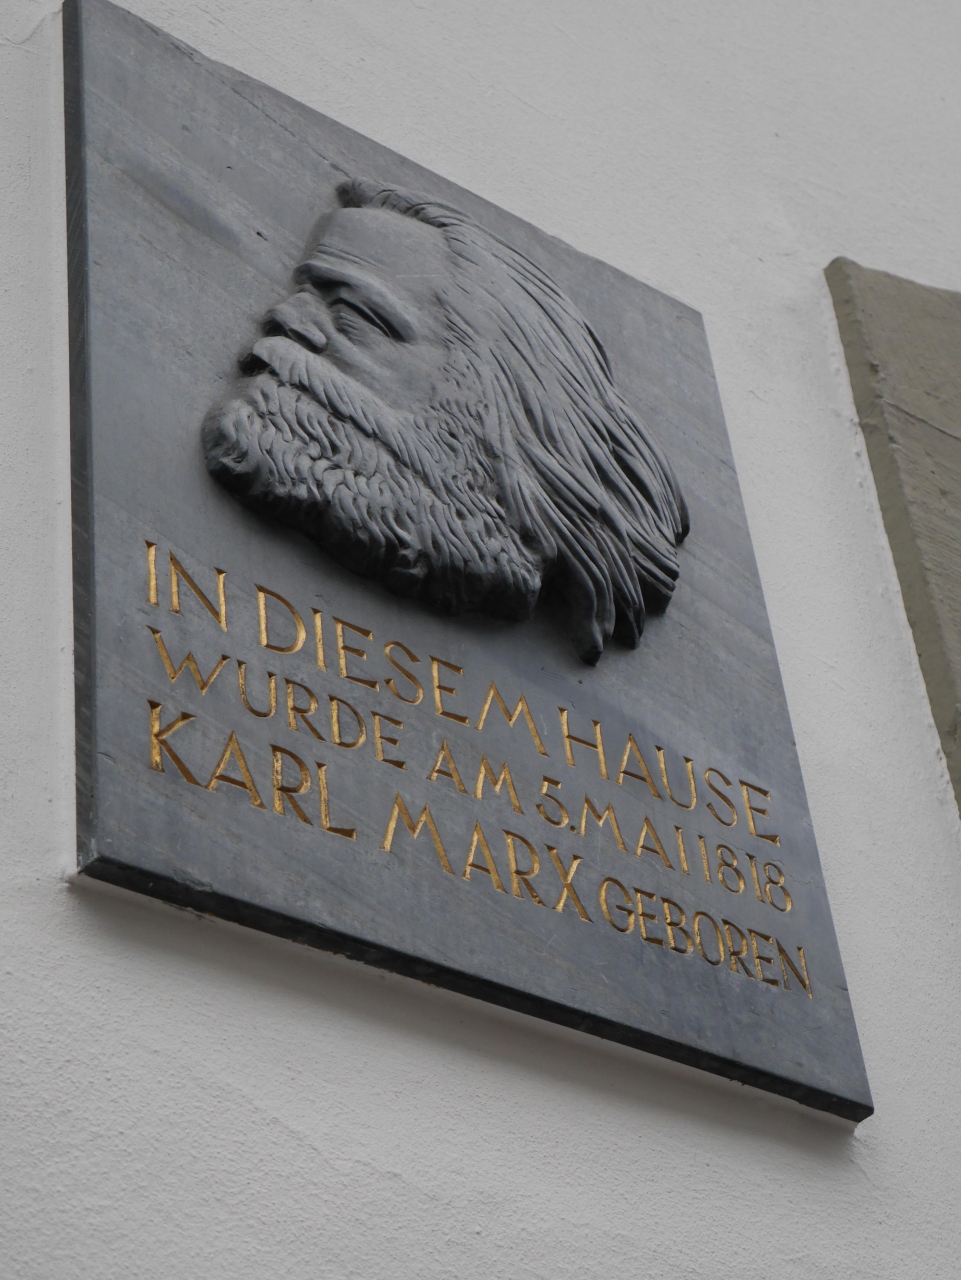 IN DIESEM HAUSE
WURDE AM 5. MAI 1818
KARL MARX GEBOREN